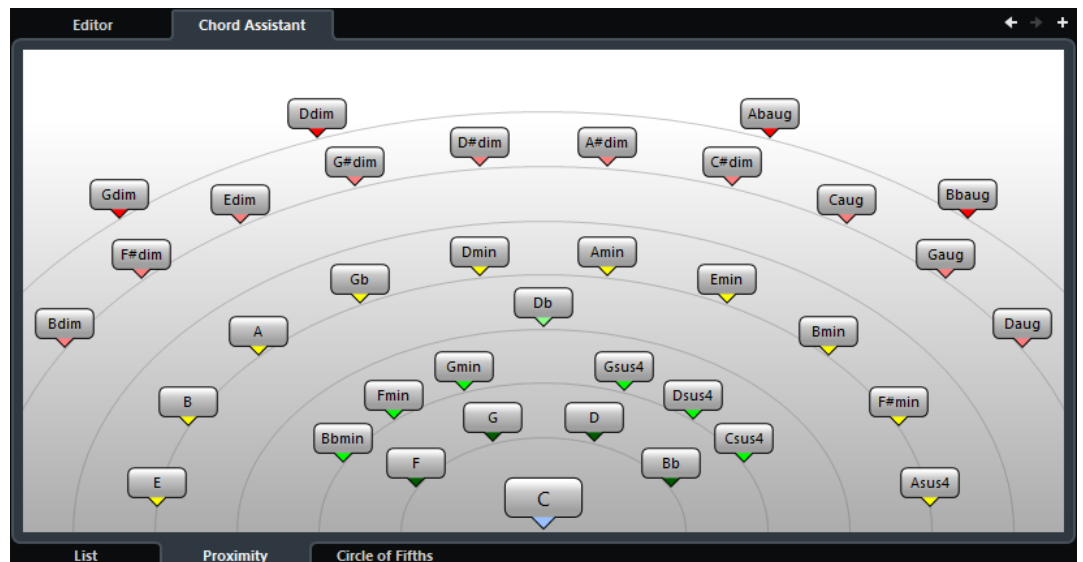 Editor
Chord Assistant
Ddim
Abaug
D#dim
A#dim
G#dim
C#dim
Gdim
Edim
Caug
Bbaug
F#dim
Dmin
Amin
Gaug
Gb
Emin
Db
Bdim
A
Bmin
Daug
Gmin
Gsus4
Fmin
Dsus4
B
F#min
G
D
Bbmin
Csus4
F
Bb
E
Asus4
C
List
Proximity
Circle of Fifths